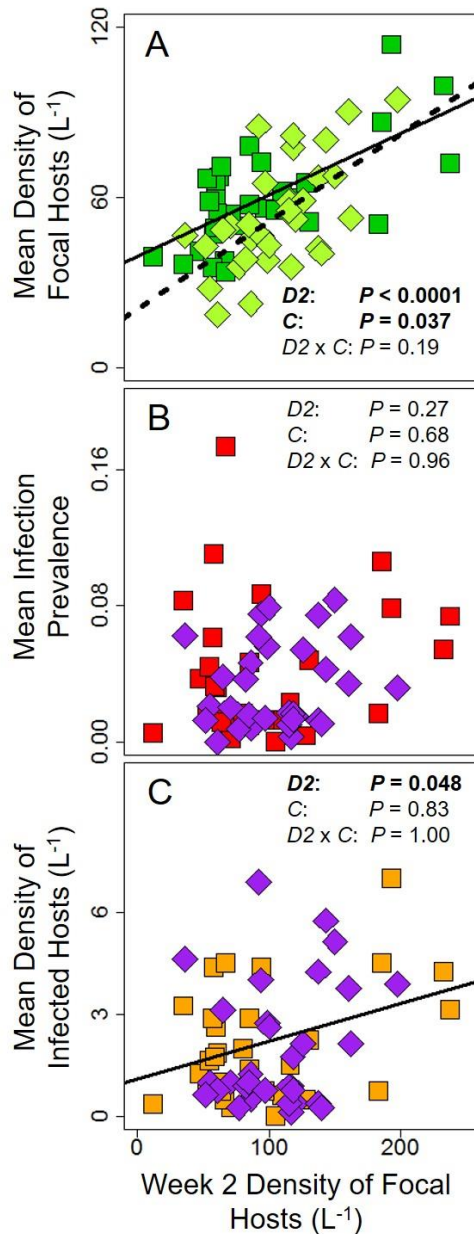 A
Mean Density of
Focal Hosts (L-1)
120
60
0
D2: P < 0.0001
C: P = 0.037
D2 x C: P = 0.19
B
Mean Infection
Prevalence
0.16
0.08
0.00
D2: P = 0.27
C: P = 0.68
D2 x C: P = 0.96
C
Mean Density of
Infected Hosts (L-1)
6
3
0
D2: P = 0.048
C: P = 0.83
D2 x C: P = 1.00
0 100 200
Week 2 Density of Focal
Hosts (L-1)